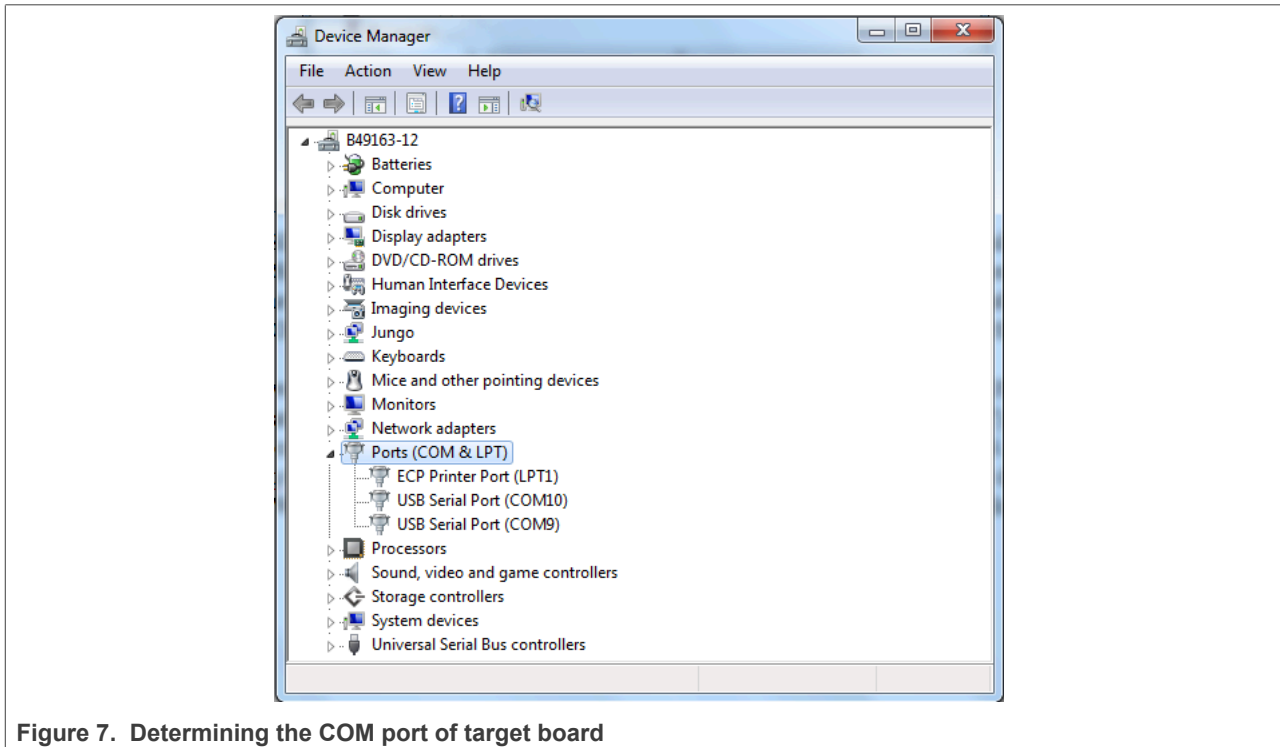 Device Manager
File Action View Help
B49163-12
Batteries
Computer
Disk drives
Display adapters
DVD/CD-ROM drives
Human Interface Devices
Imaging devices
Jungo
Keyboards
Mice and other pointing devices
Monitors
Network adapters
Ports (COM & LPT)
ECP Printer Port (LPT1)
USB Serial Port (COM10)
USB Serial Port (COM9)
Processors
Sound, video and game controllers
Storage controllers
System devices
Universal Serial Bus controllers
Figure 7. Determining the COM port of target board